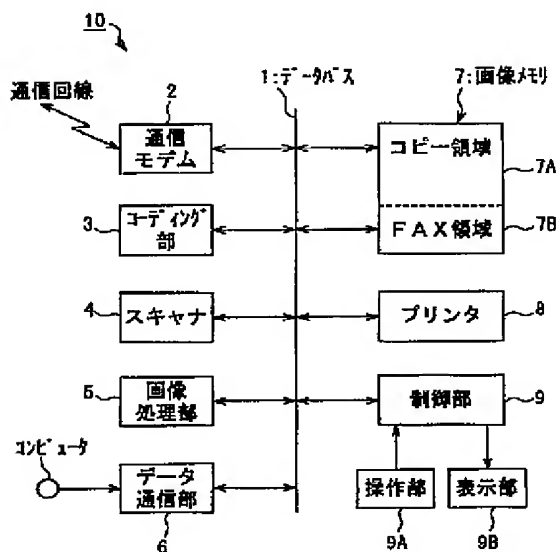 10
通信回線
1:ﾃﾞｰﾀﾊﾞｽ
7:画像ﾒﾓﾘ
2
通信
モデム
コピー領域
7A
3
ｺｰﾃﾞｨﾝｸﾞ
部
FAX領域
7B
4
スキャナ
プリンタ
8
5
画像
処理部
制御部
9
ｺﾝﾋﾟｭｰﾀ
データ
通信部
6
操作部
9A
表示部
9B